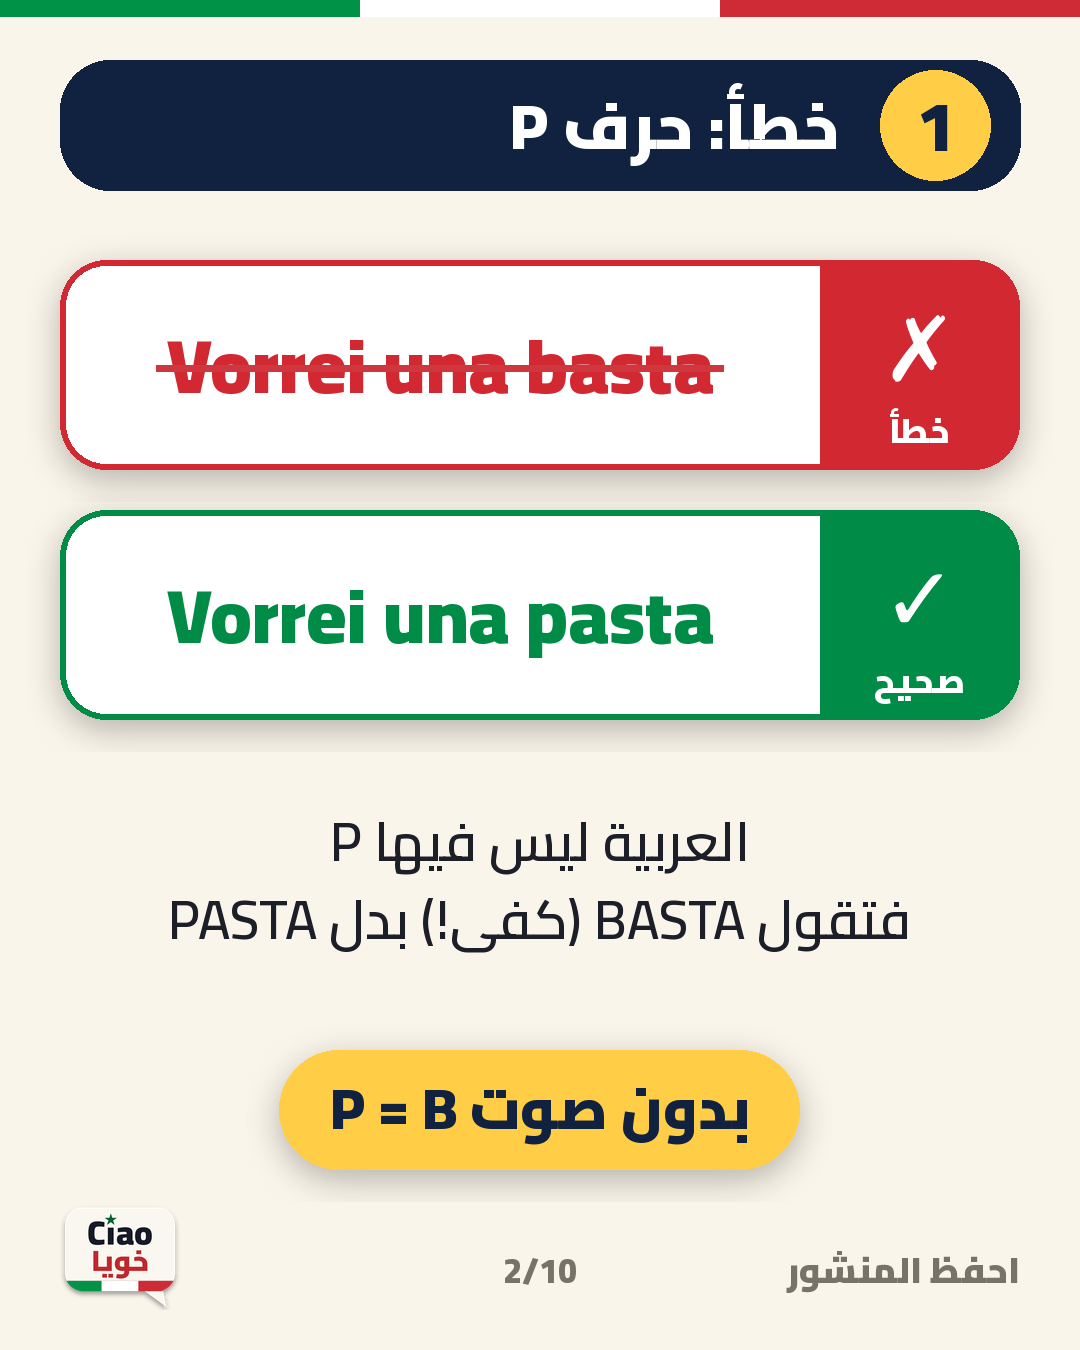 1
خطأ: حرف P
Vorrei una basta
✗
خطأ
Vorrei una pasta
✓
صحيح
العربية ليس فيها P
فتقول BASTA (كفى!) بدل PASTA
P = B بدون صوت
Ciao
خويا
2/10
احفظ المنشور